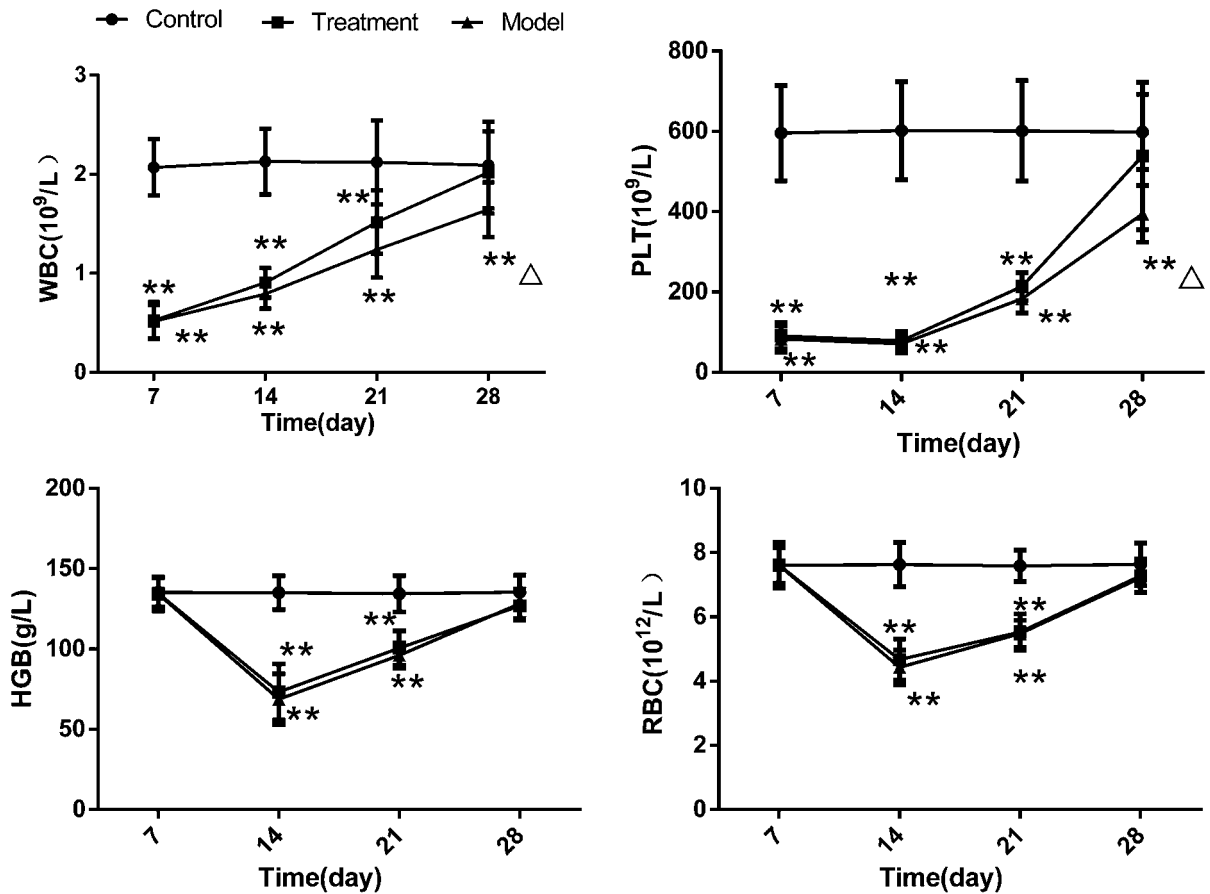 Control Treatment Model
WBC(10⁹/L)
3
2
1
0
** ** ** ** ** ** ** △
7 14 21 28
Time(day)
PLT(10⁹/L)
800
600
400
200
0
** ** ** ** ** ** ** △
7 14 21 28
Time(day)
HGB(g/L)
200
150
100
50
0
** ** ** **
7 14 21 28
Time(day)
RBC(10¹²/L)
10
8
6
4
2
0
** ** ** **
7 14 21 28
Time(day)